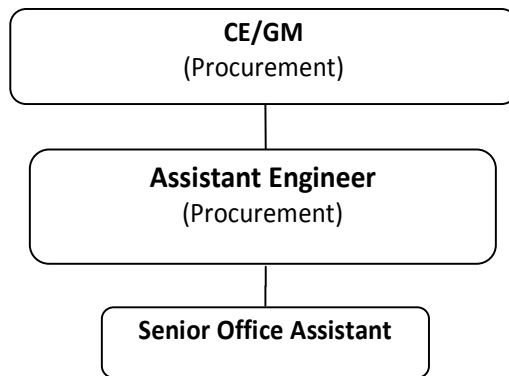 CE/GM
(Procurement)
Assistant Engineer
(Procurement)
Senior Office Assistant